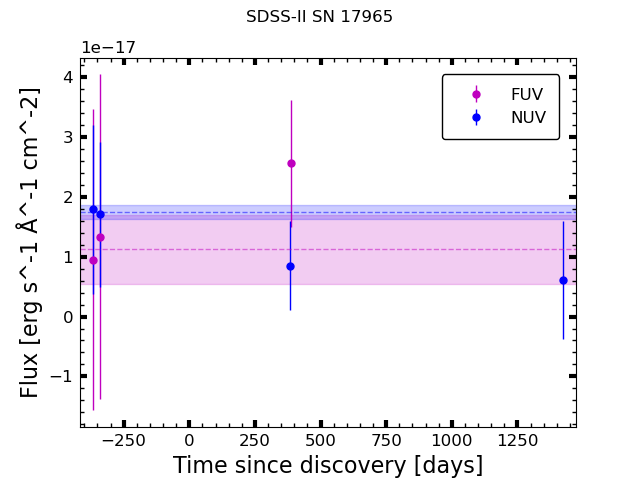 SDSS-II SN 17965
1e−17
FUV
NUV
4
3
2
1
0
−1
Flux [erg s^-1 Å^-1 cm^-2]
−250 0 250 500 750 1000 1250
Time since discovery [days]